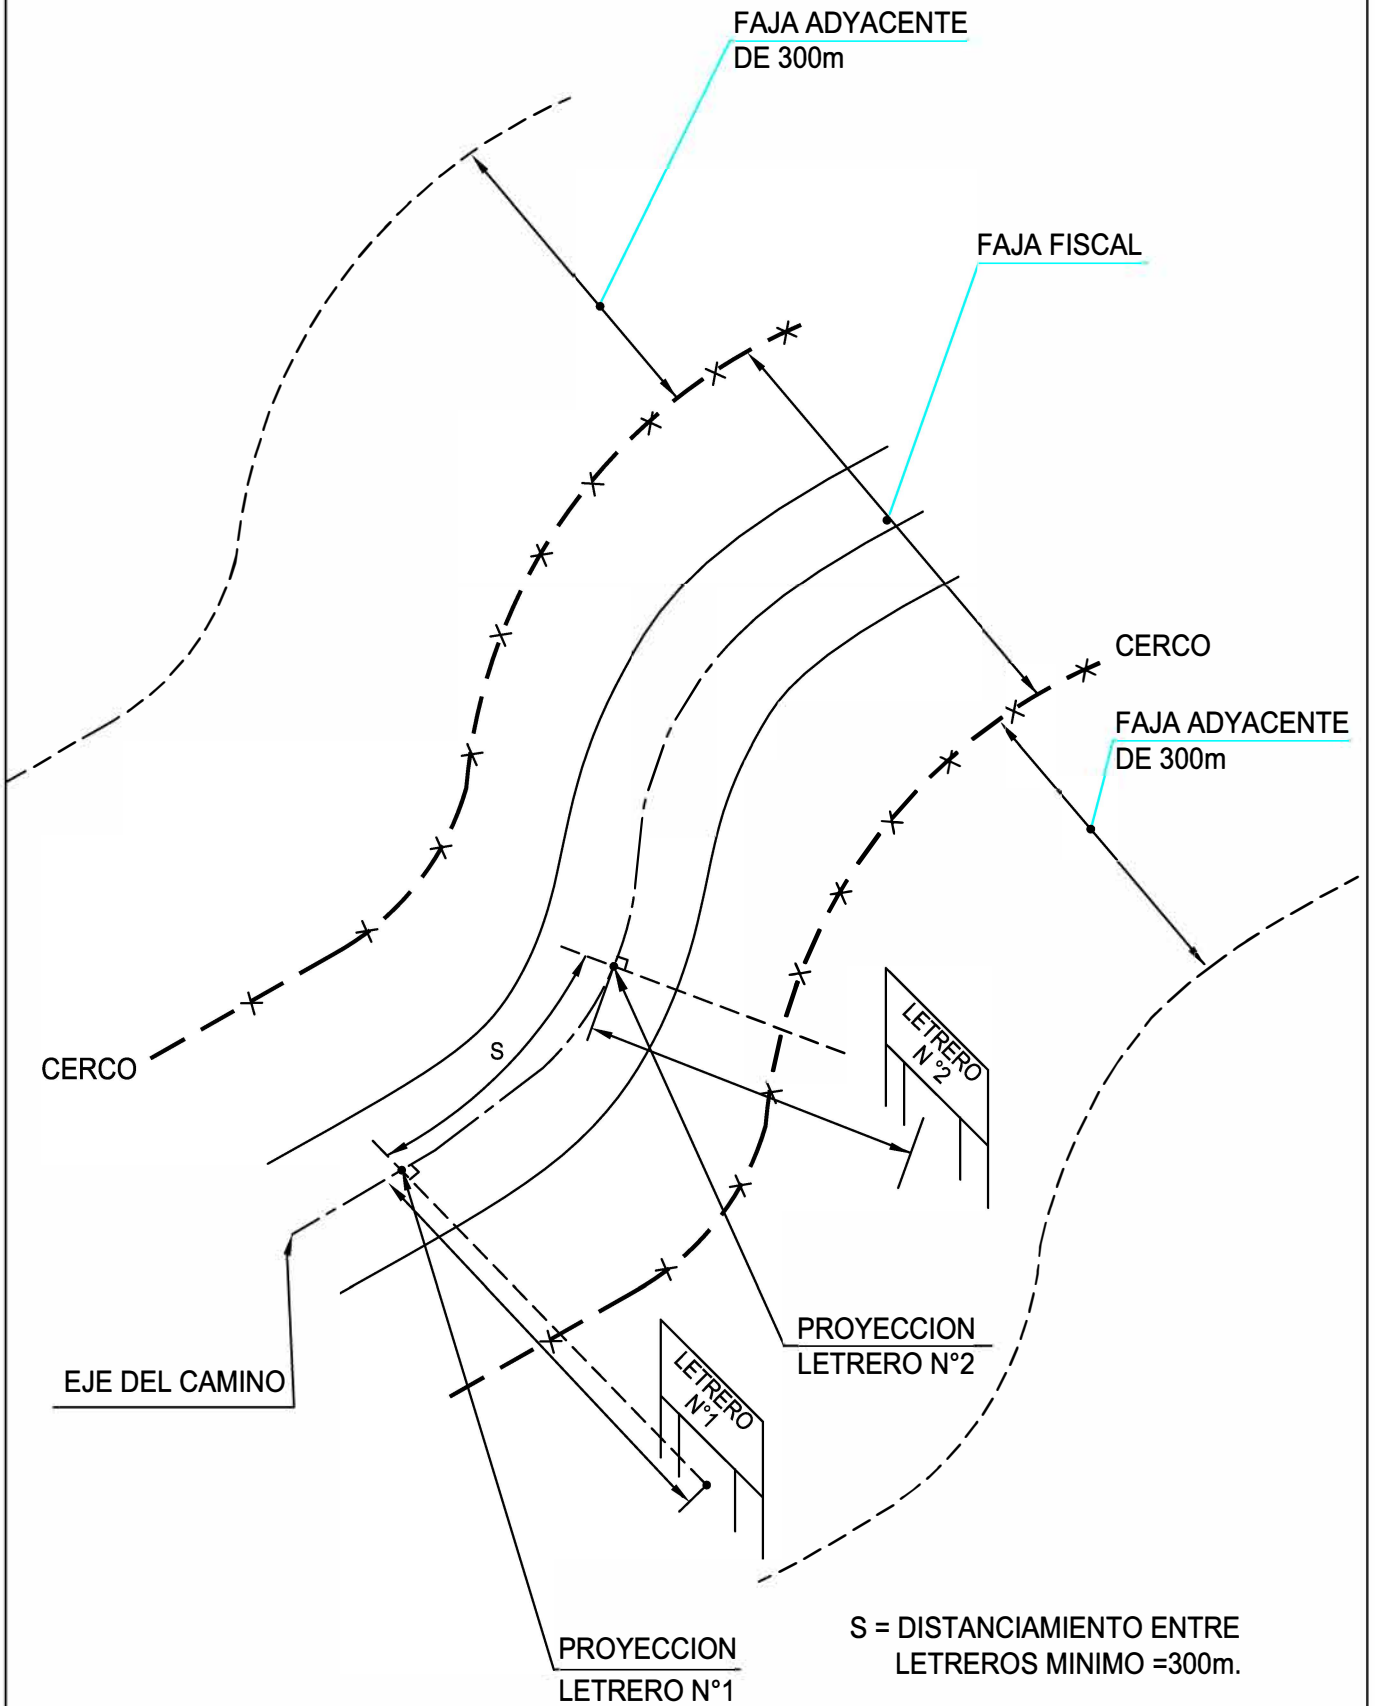 FAJA ADYACENTE
DE 300m
FAJA FISCAL
CERCO
FAJA ADYACENTE
DE 300m
LETRERO
N°2
S
CERCO
PROYECCION
LETRERO N°2
EJE DEL CAMINO
LETRERO
N°1
S = DISTANCIAMIENTO ENTRE
LETREROS MINIMO =300m.
PROYECCION
LETRERO N°1